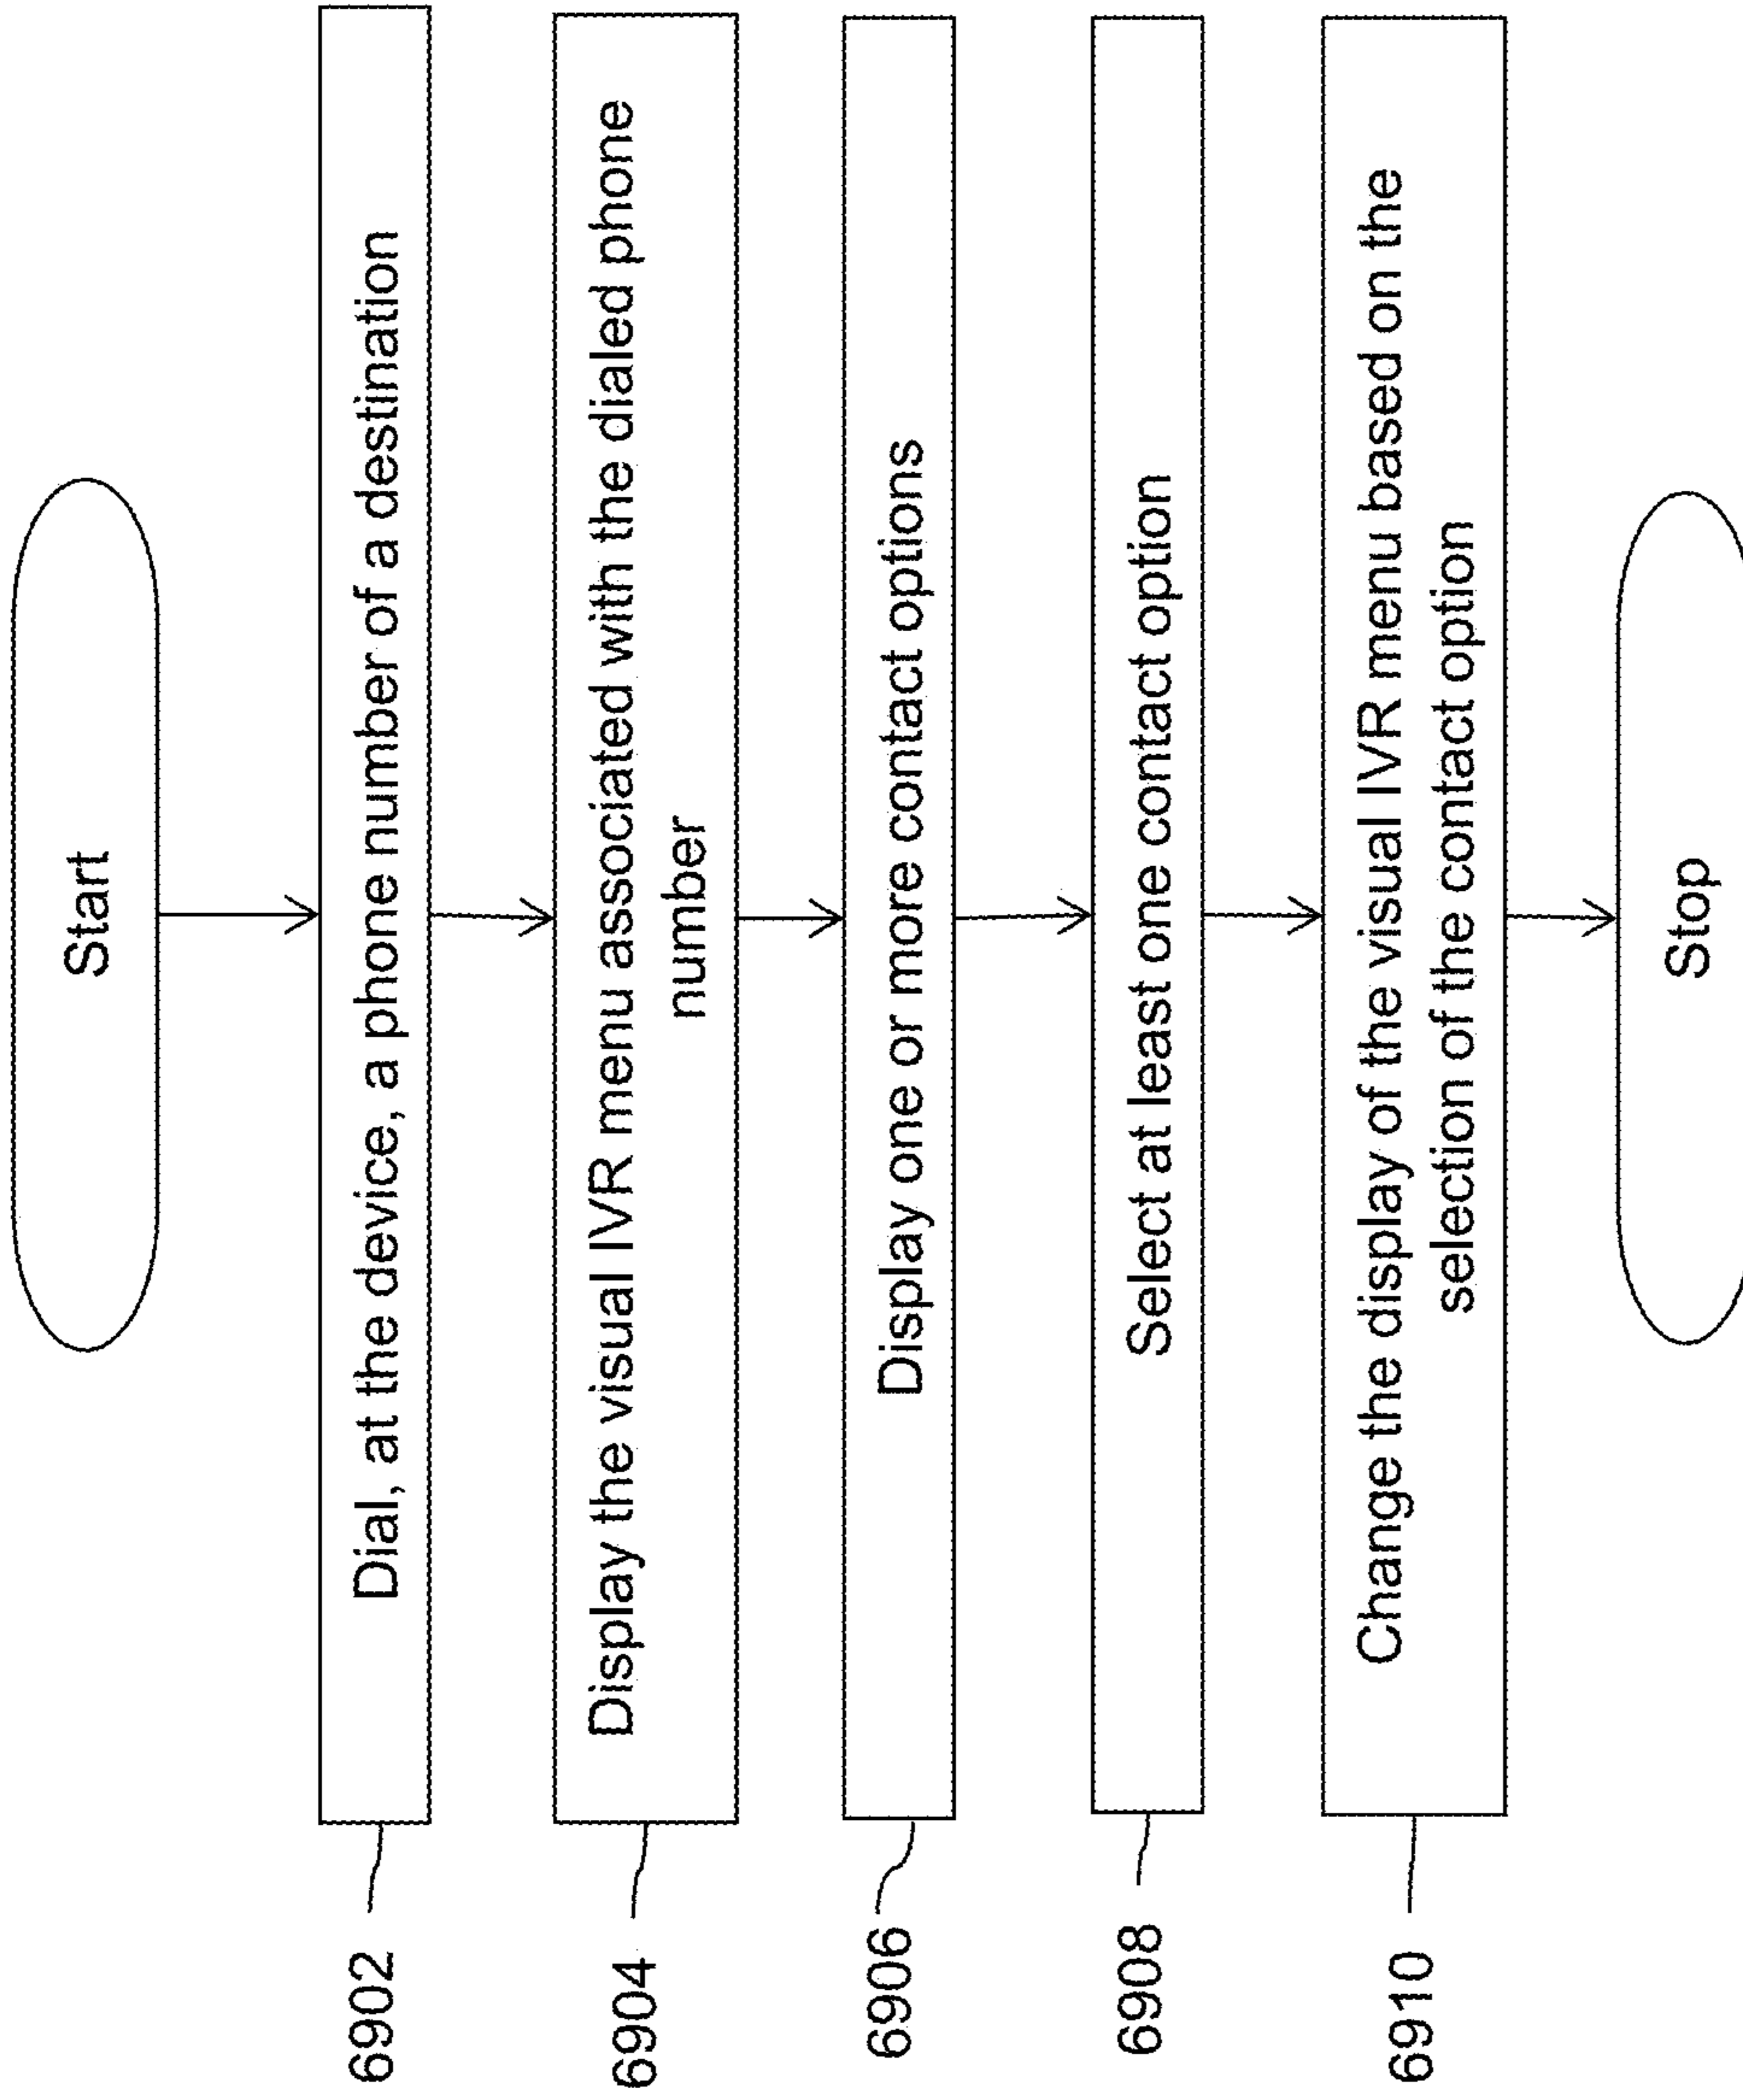 Start
6902
Dial, at the device, a phone number of a destination
6904
Display the visual IVR menu associated with the dialed phone
number
6906
Display one or more contact options
6908
Select at least one contact option
6910
Change the display of the visual IVR menu based on the
selection of the contact option
Stop